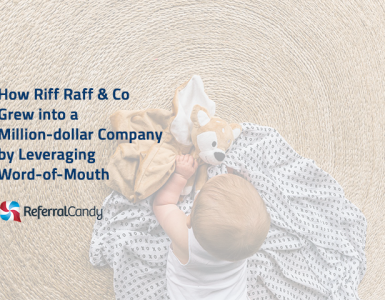 How Riff Raff & Co
Grew into a
Million-dollar Company
by Leveraging
Word-of-Mouth
ReferralCandy